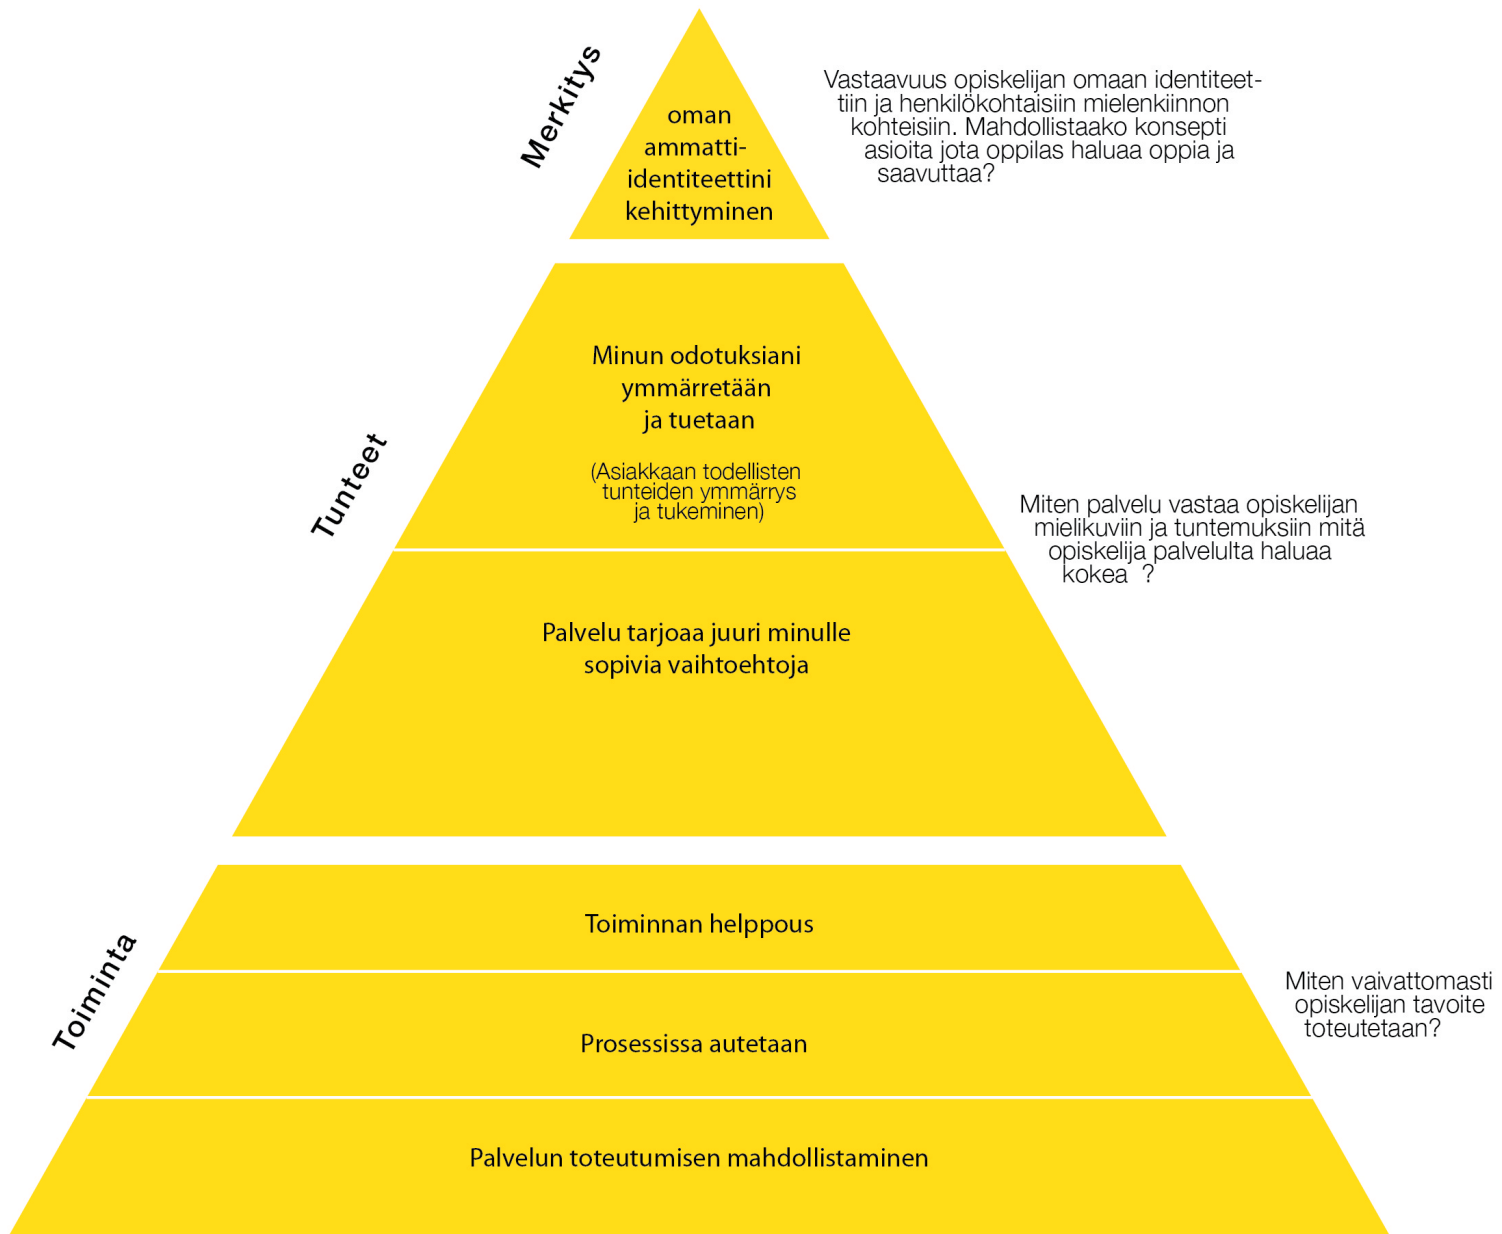 Merkitys
oman
ammatti-
identiteettini
kehittyminen
Vastaavuus opiskelijan omaan identiteet-
tiin ja henkilökohtaisiin mielenkiinnon
kohteisiin. Mahdollistaako konsepti
asioita jota oppilas haluaa oppia ja
saavuttaa?
Tunteet
Minun odotuksiani
ymmärretään
ja tuetaan
(Asiakkaan todellisten
tunteiden ymmärrys
ja tukeminen)
Palvelu tarjoaa juuri minulle
sopivia vaihtoehtoja
Miten palvelu vastaa opiskelijan
mielikuviin ja tuntemuksiin mitä
opiskelija palvelulta haluaa
kokea ?
Toiminta
Toiminnan helppous
Prosessissa autetaan
Palvelun toteutumisen mahdollistaminen
Miten vaivattomasti
opiskelijan tavoite
toteutetaan?